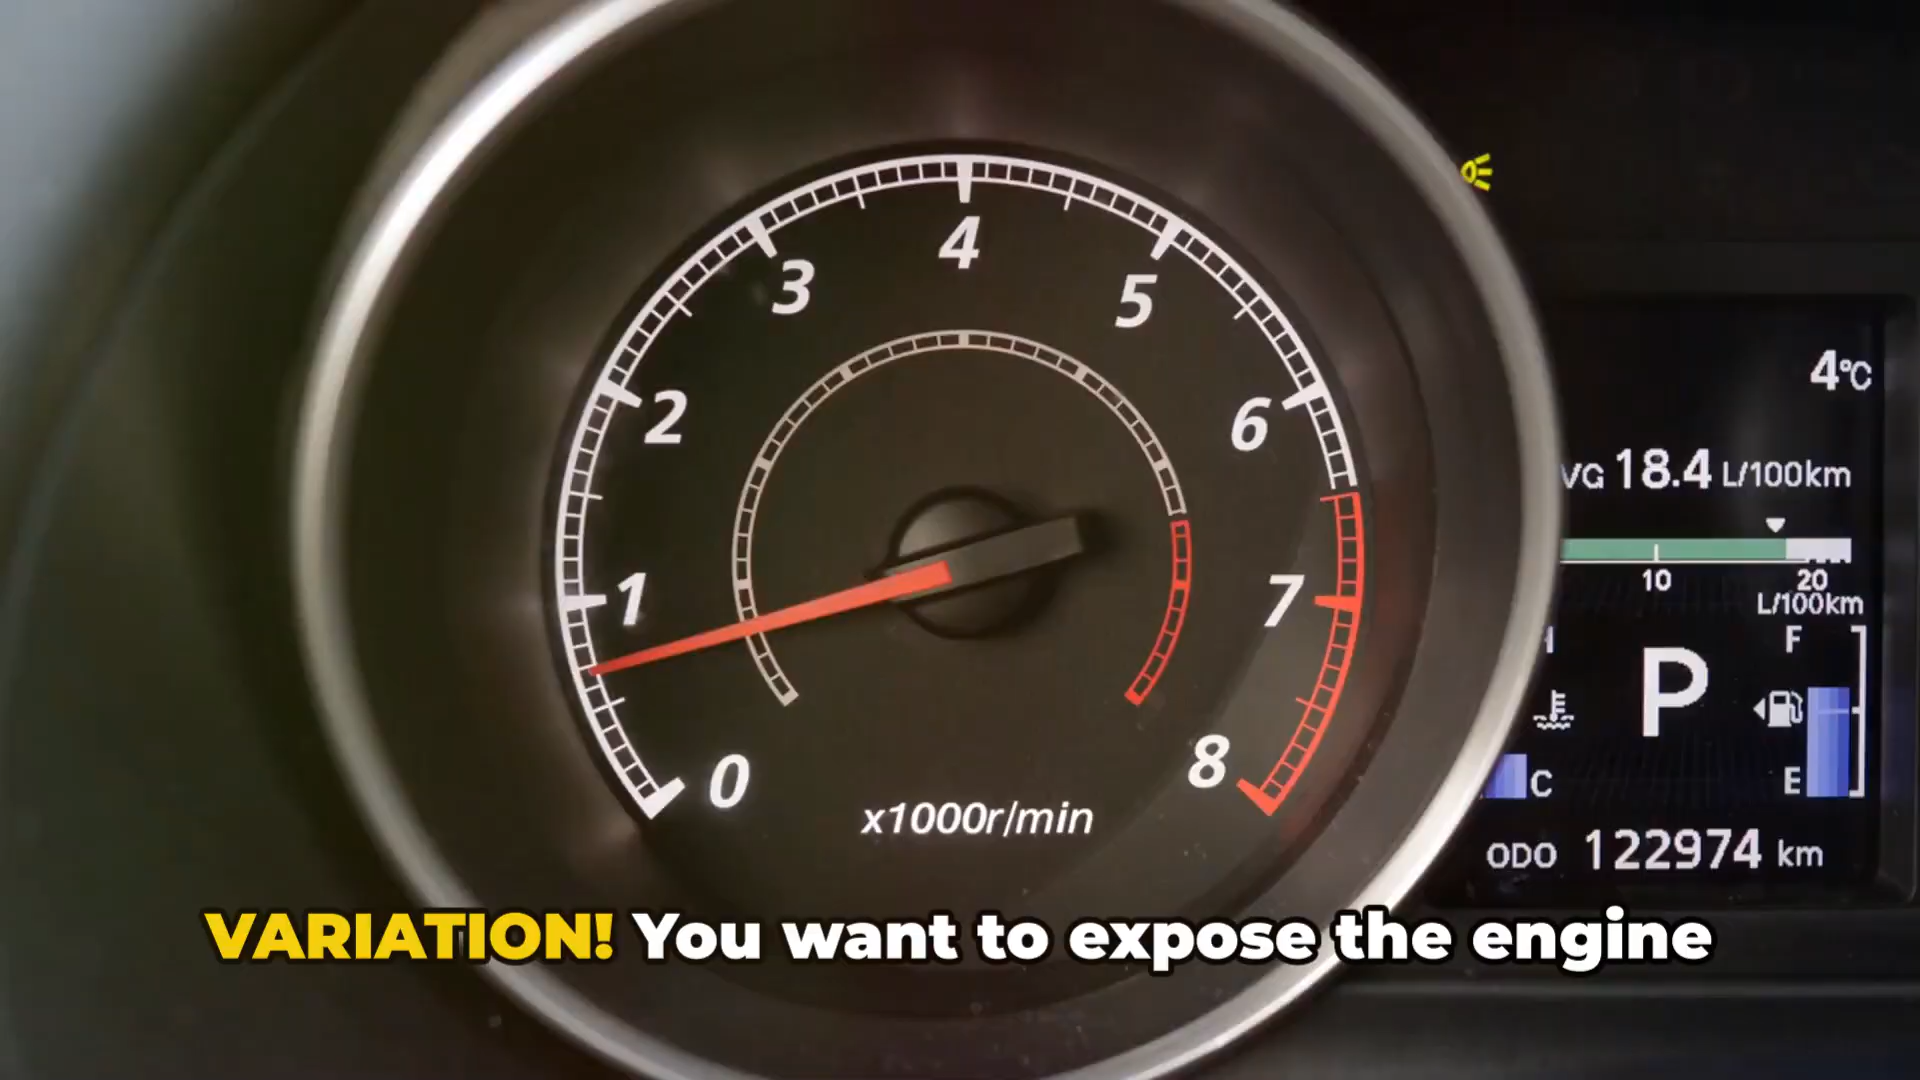 4
3
5
2
6
1
7
0
8
x1000r/min
4°C
VG 18.4 L/100km
10
20
L/100km
F
P
C
E
ODO 122974 km
VARIATION! You want to expose the engine